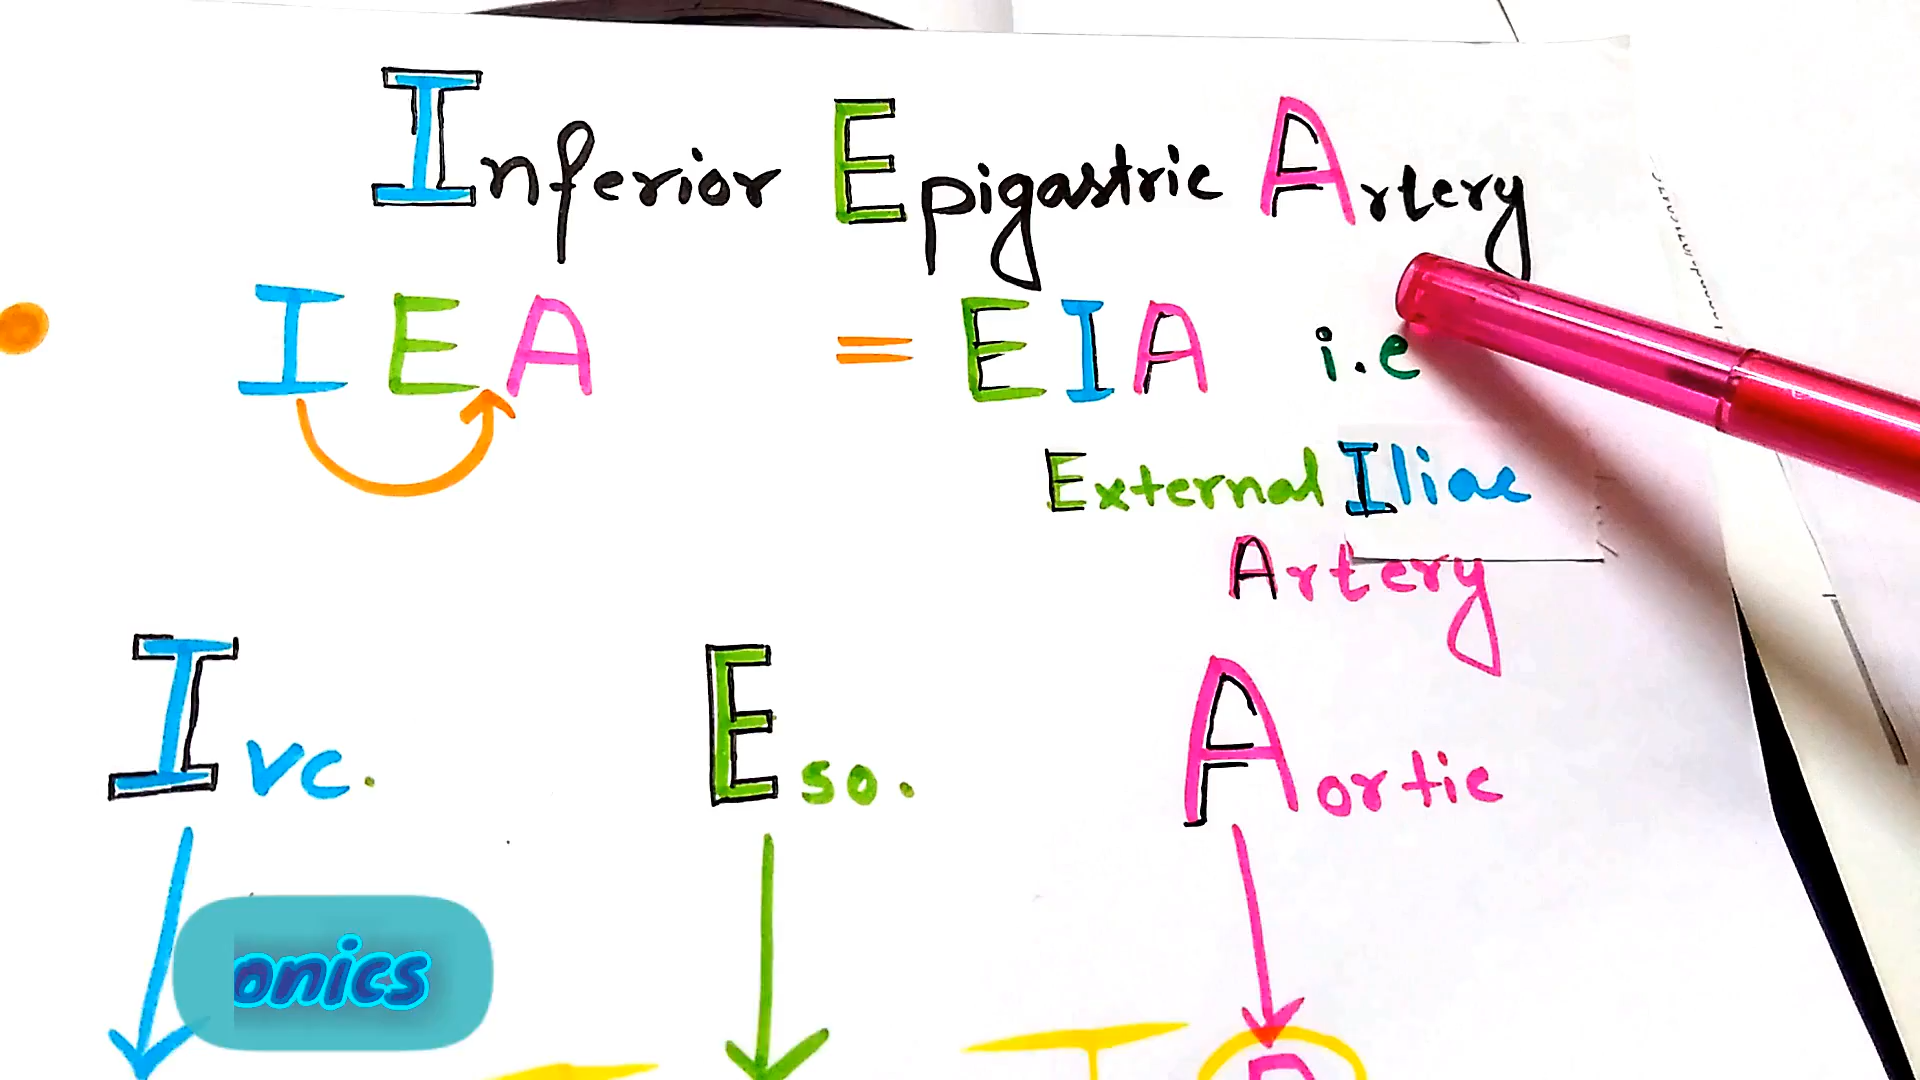 Inferior Epigastric Artery
IEA = EIA i.e
External Iliac
Artery
Ivc. Eso. Aortic
onics